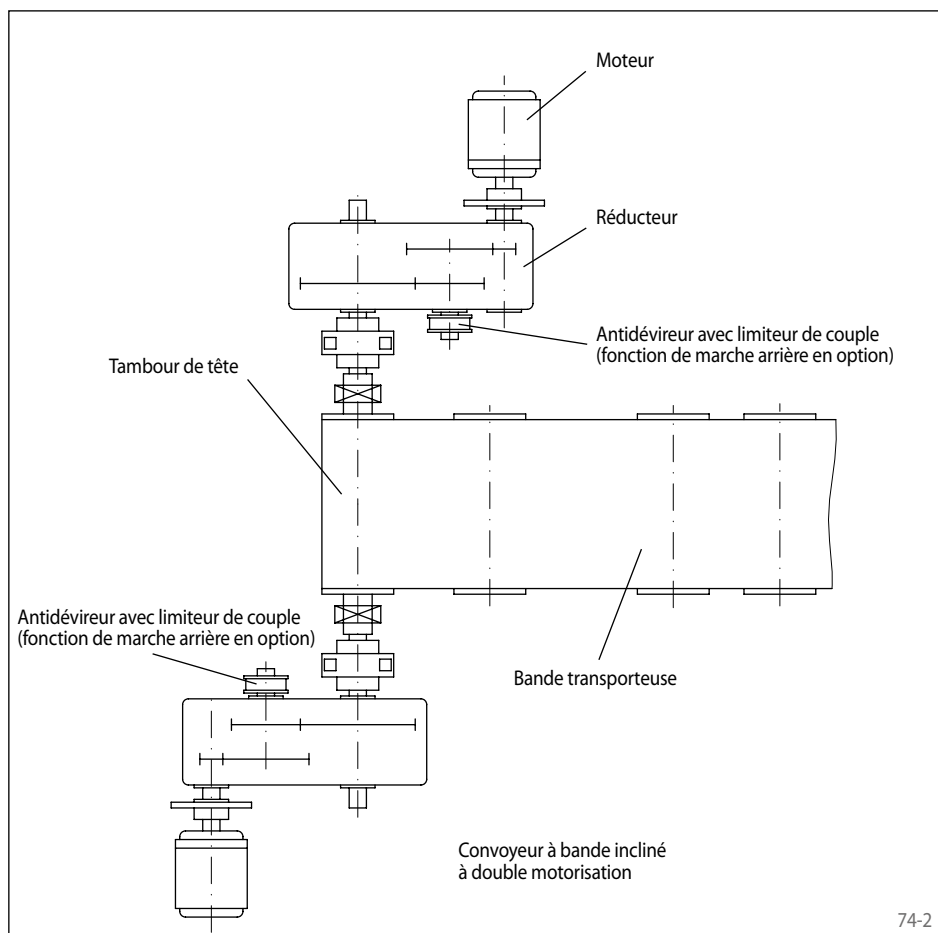 Moteur
Réducteur
Antidévireur avec limiteur de couple
(fonction de marche arrière en option)
Tambour de tête
Antidévireur avec limiteur de couple
(fonction de marche arrière en option)
Bande transporteuse
Convoyeur à bande incliné
à double motorisation
74-2